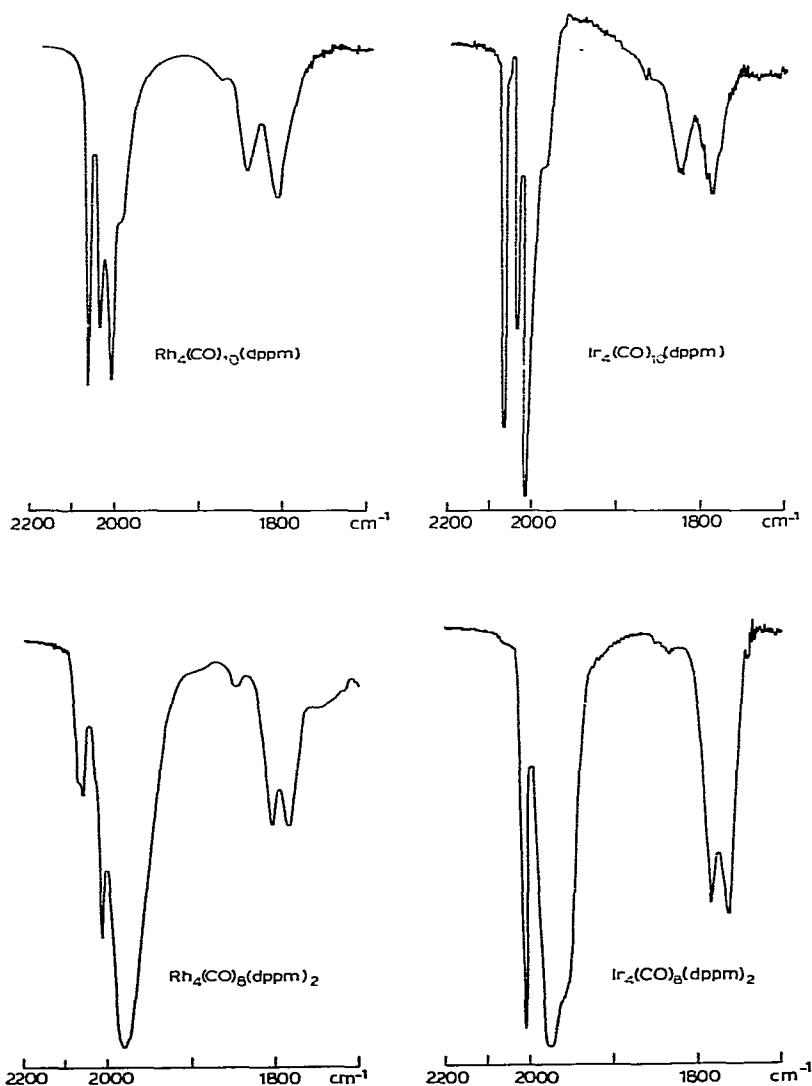 Rh₄(CO)₁₀(dppm)
Ir₄(CO)₁₀(dppm)
2200 2000 1800 cm⁻¹
2200 2000 1800 cm⁻¹
Rh₄(CO)₈(dppm)₂
Ir₄(CO)₈(dppm)₂
2200 2000 1800 cm⁻¹
2200 2000 1800 cm⁻¹